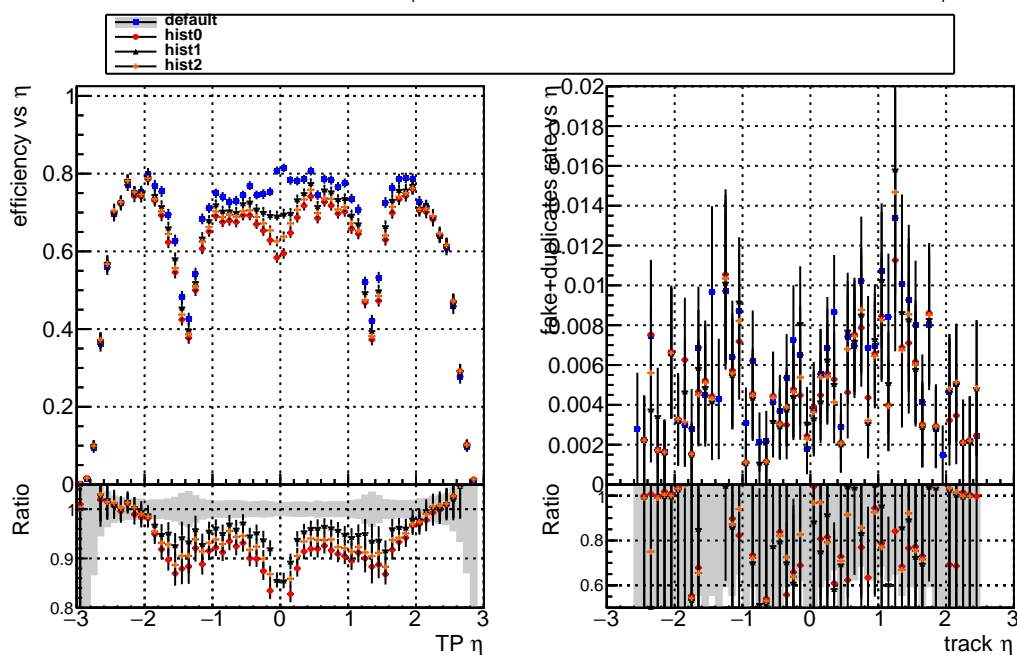 default
hist0
hist1
hist2
efficiency vs η
1
0.8
0.6
0.4
0.2
0
Ratio
1
0.9
0.8
−3 −2 −1 0 1 2 3
TP η
fake+duplicates rate vs η
0.02
0.018
0.016
0.014
0.012
0.01
0.008
0.006
0.004
0.002
0
Ratio
1
0.8
0.6
−3 −2 −1 0 1 2 3
track η